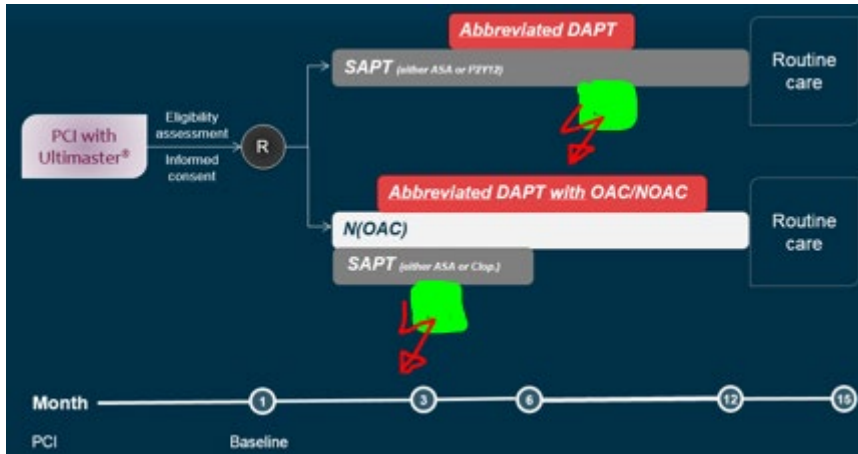 Abbreviated DAPT
SAPT (either ASA or P2Y12)
Routine
care
PCI with
Ultimaster®
Eligibility
assessment
Informed
consent
R
Abbreviated DAPT with OAC/NOAC
N(OAC)
SAPT (either ASA or Clop.)
Routine
care
Month 1 3 6 12 15
PCI Baseline